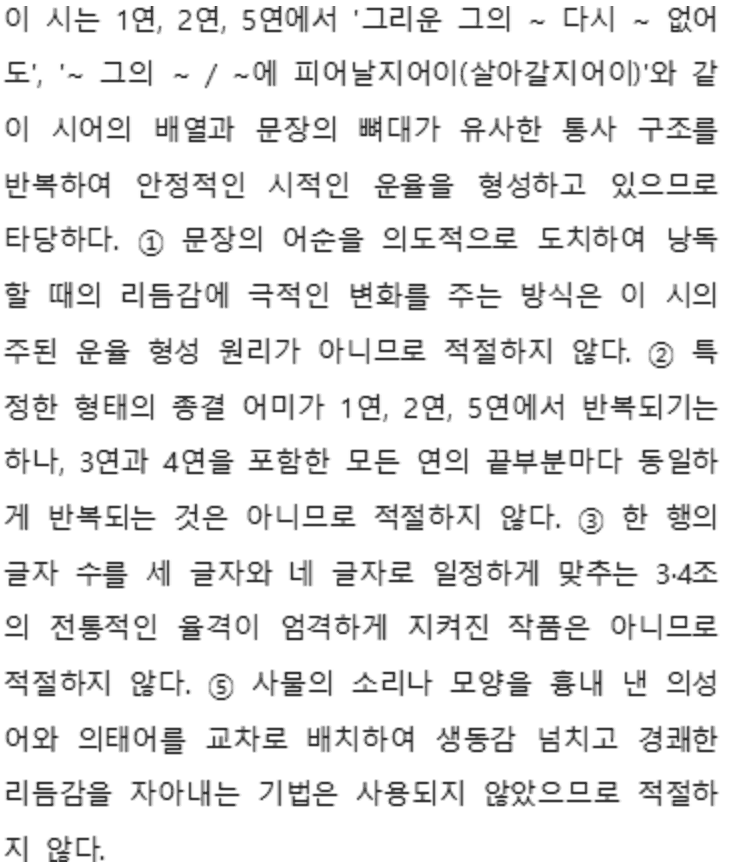 이 시는 1연, 2연, 5연에서 '그리운 그의 ~ 다시 ~ 없어
도', '~ 그의 ~ / ~에 피어날지어이(살아갈지어이)'와 같
이 시어의 배열과 문장의 뼈대가 유사한 통사 구조를
반복하여 안정적인 시적인 운율을 형성하고 있으므로
타당하다. ① 문장의 어순을 의도적으로 도치하여 낭독
할 때의 리듬감에 극적인 변화를 주는 방식은 이 시의
주된 운율 형성 원리가 아니므로 적절하지 않다. ② 특
정한 형태의 종결 어미가 1연, 2연, 5연에서 반복되기는
하나, 3연과 4연을 포함한 모든 연의 끝부분마다 동일하
게 반복되는 것은 아니므로 적절하지 않다. ③ 한 행의
글자 수를 세 글자와 네 글자로 일정하게 맞추는 3·4조
의 전통적인 율격이 엄격하게 지켜진 작품은 아니므로
적절하지 않다. ⑤ 사물의 소리나 모양을 흉내 낸 의성
어와 의태어를 교차로 배치하여 생동감 넘치고 경쾌한
리듬감을 자아내는 기법은 사용되지 않았으므로 적절하
지 않다.